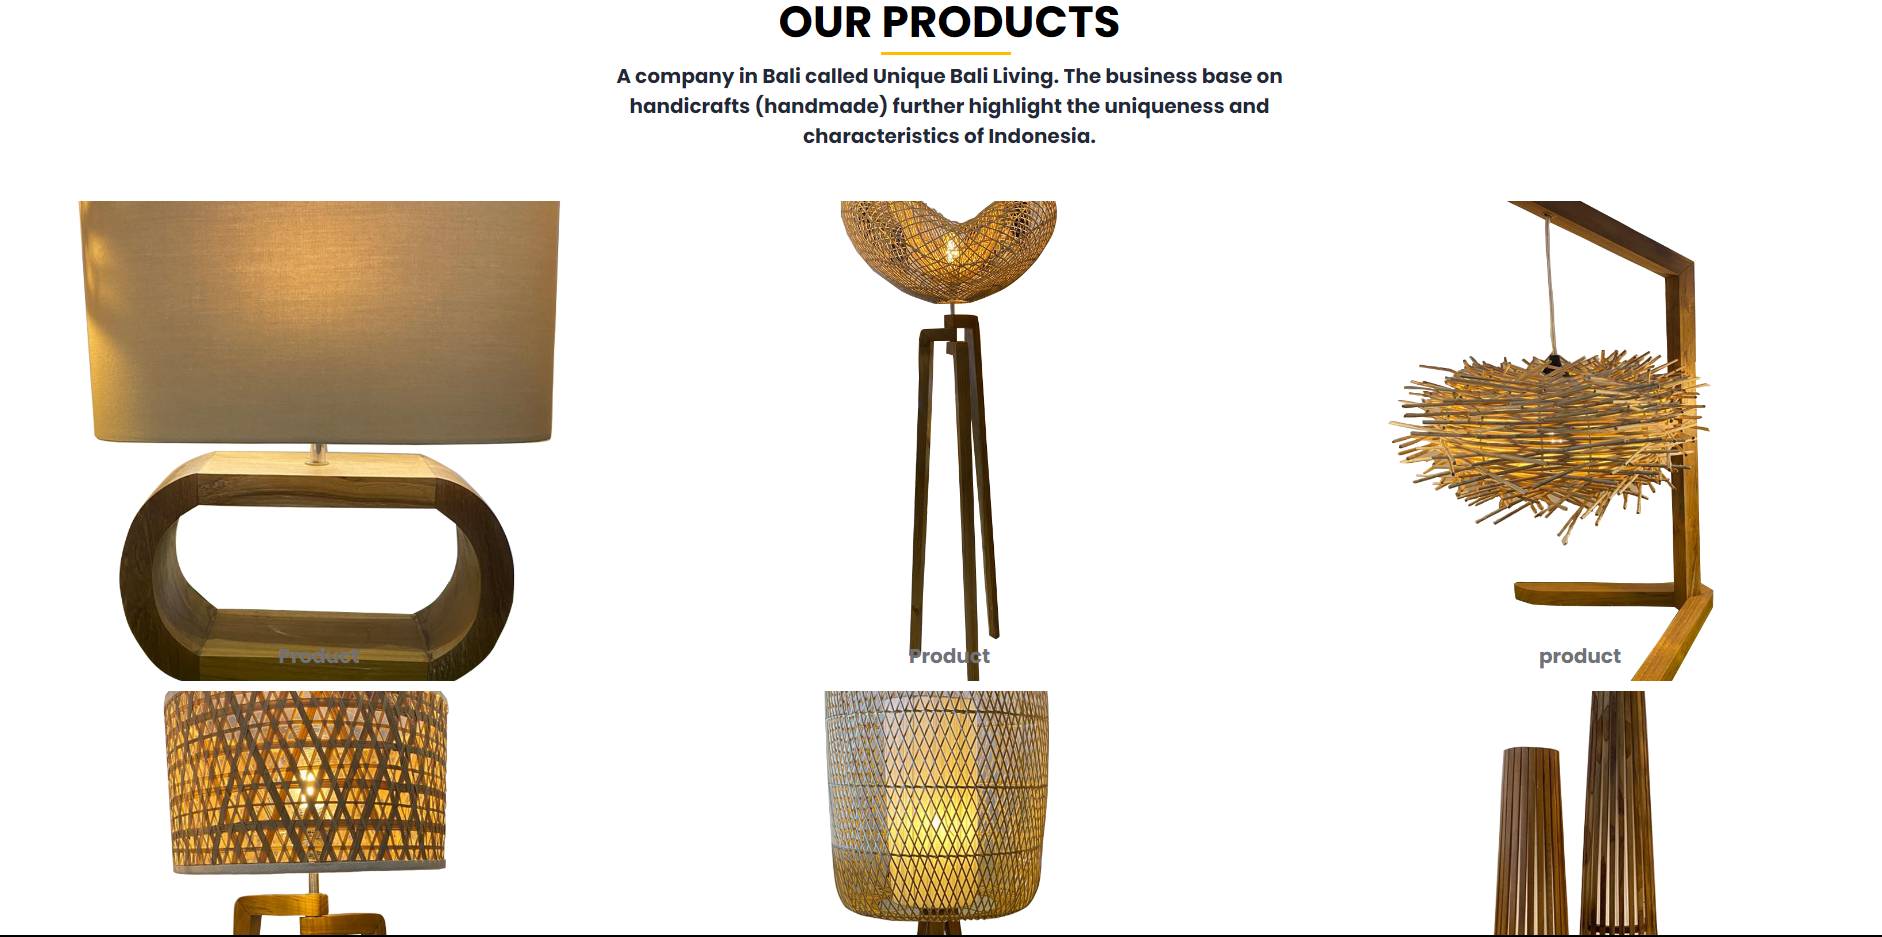 OUR PRODUCTS
A company in Bali called Unique Bali Living. The business base on
handicrafts (handmade) further highlight the uniqueness and
characteristics of Indonesia.
Product
Product
product